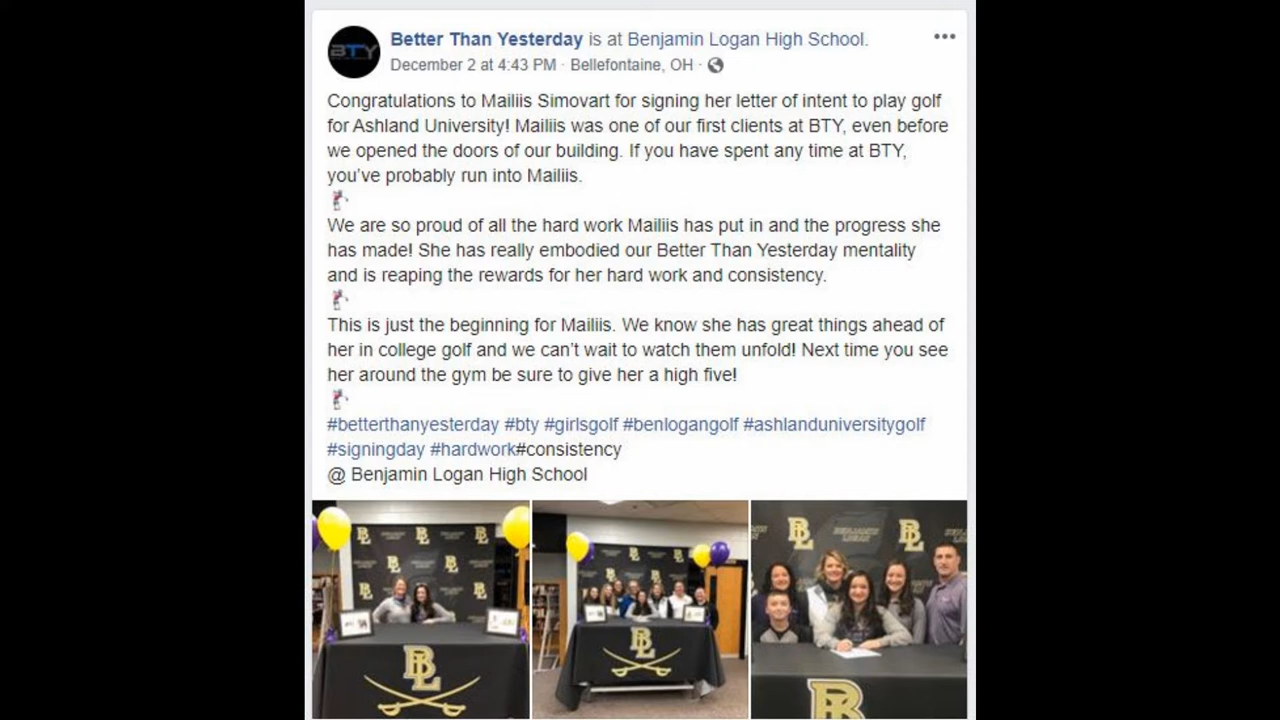 BTY
Better Than Yesterday is at Benjamin Logan High School.
December 2 at 4:43 PM · Bellefontaine, OH ·
Congratulations to Mailiis Simovart for signing her letter of intent to play golf
for Ashland University! Mailiis was one of our first clients at BTY, even before
we opened the doors of our building. If you have spent any time at BTY,
you've probably run into Mailiis.
We are so proud of all the hard work Mailiis has put in and the progress she
has made! She has really embodied our Better Than Yesterday mentality
and is reaping the rewards for her hard work and consistency.
This is just the beginning for Mailiis. We know she has great things ahead of
her in college golf and we can't wait to watch them unfold! Next time you see
her around the gym be sure to give her a high five!
#betterthanyesterday #bty #girlsgolf #benlogangolf #ashlanduniversitygolf
#signingday #hardwork#consistency
@ Benjamin Logan High School
BL
BL
BL
BL
BENJAMIN
LOGAN
BL
BENJAMIN
LOGAN
BL